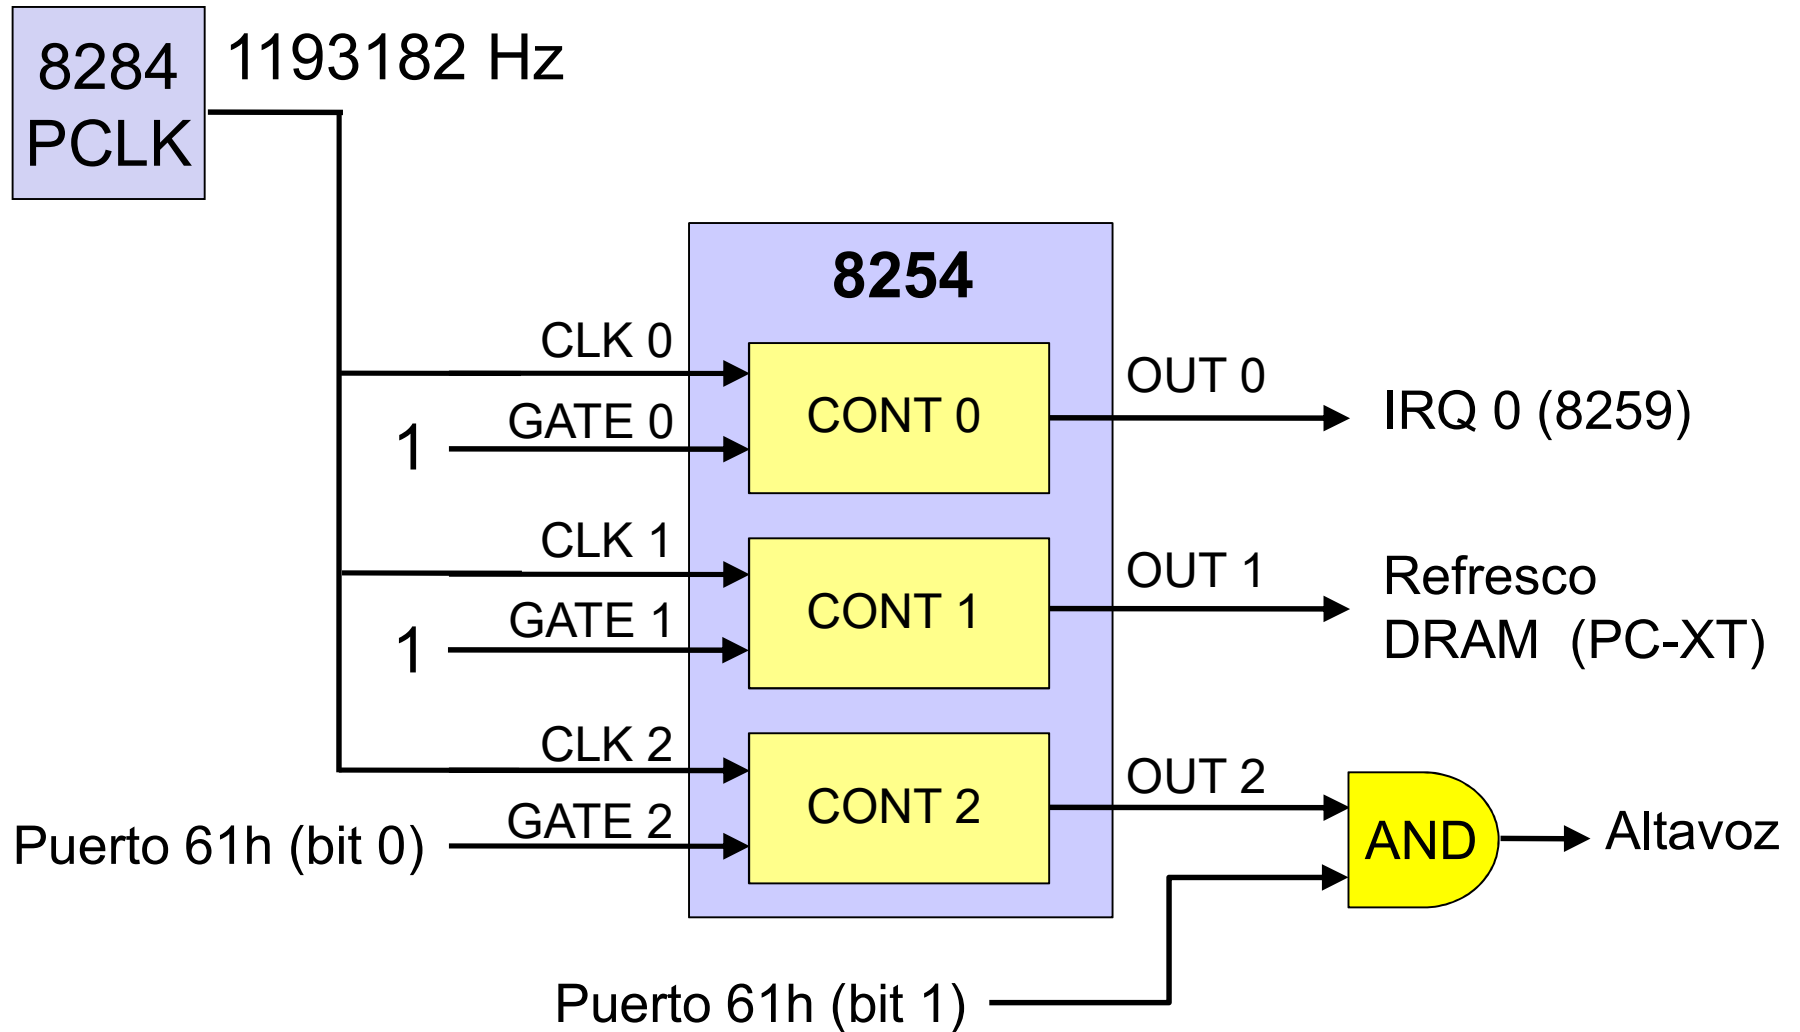 8284
PCLK
1193182 Hz
8254
CLK 0
GATE 0
1
CONT 0
OUT 0
IRQ 0 (8259)
CLK 1
GATE 1
1
CONT 1
OUT 1
Refresco
DRAM (PC-XT)
CLK 2
GATE 2
Puerto 61h (bit 0)
CONT 2
OUT 2
AND
Altavoz
Puerto 61h (bit 1)